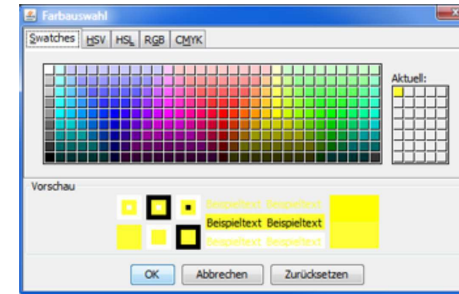 Farbauswahl
Swatches HSV HSL RGB CMYK
Aktuell:
Vorschau
Beispieltext Beispieltext
Beispieltext Beispieltext
Beispieltext Beispieltext
OK Abbrechen Zurücksetzen